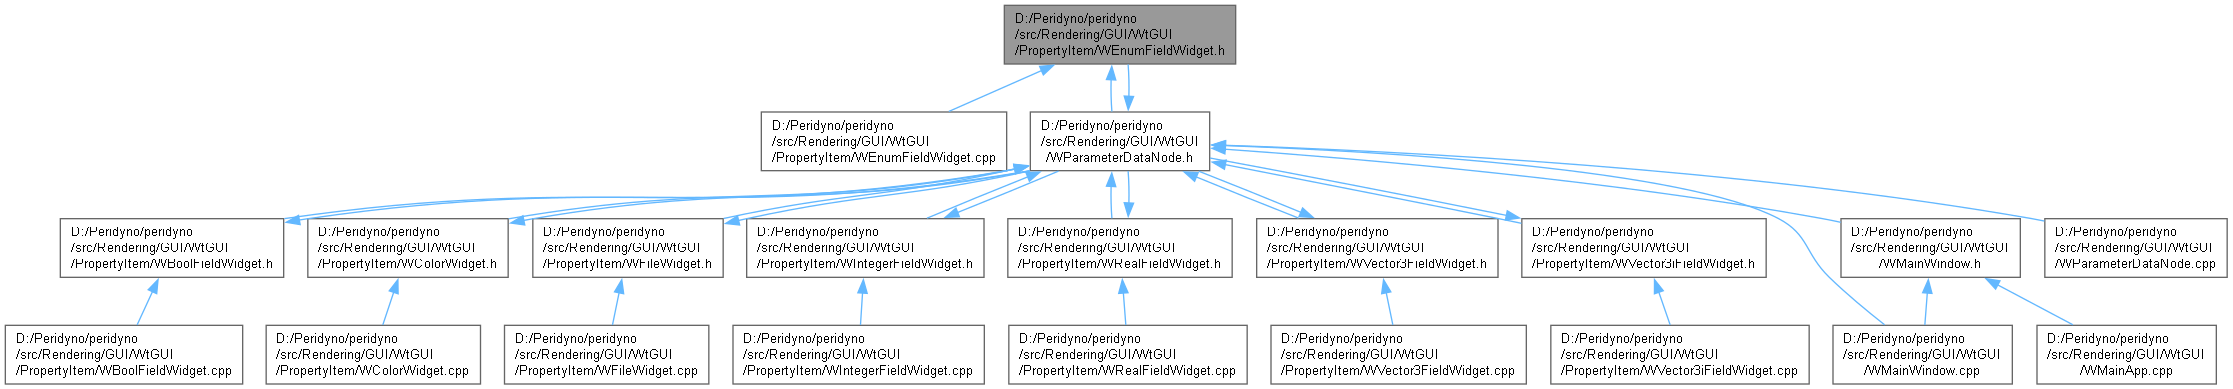 D:/Peridyno/peridyno
/src/Rendering/GUI/WtGUI
/PropertyItem/WEnumFieldWidget.h
D:/Peridyno/peridyno
/src/Rendering/GUI/WtGUI
/PropertyItem/WEnumFieldWidget.cpp
D:/Peridyno/peridyno
/src/Rendering/GUI/WtGUI
/WParameterDataNode.h
D:/Peridyno/peridyno
/src/Rendering/GUI/WtGUI
/PropertyItem/WBoolFieldWidget.h
D:/Peridyno/peridyno
/src/Rendering/GUI/WtGUI
/PropertyItem/WColorWidget.h
D:/Peridyno/peridyno
/src/Rendering/GUI/WtGUI
/PropertyItem/WFileWidget.h
D:/Peridyno/peridyno
/src/Rendering/GUI/WtGUI
/PropertyItem/WIntegerFieldWidget.h
D:/Peridyno/peridyno
/src/Rendering/GUI/WtGUI
/PropertyItem/WRealFieldWidget.h
D:/Peridyno/peridyno
/src/Rendering/GUI/WtGUI
/PropertyItem/WVector3FieldWidget.h
D:/Peridyno/peridyno
/src/Rendering/GUI/WtGUI
/PropertyItem/WVector3iFieldWidget.h
D:/Peridyno/peridyno
/src/Rendering/GUI/WtGUI
/WMainWindow.h
D:/Peridyno/peridyno
/src/Rendering/GUI/WtGUI
/WParameterDataNode.cpp
D:/Peridyno/peridyno
/src/Rendering/GUI/WtGUI
/PropertyItem/WBoolFieldWidget.cpp
D:/Peridyno/peridyno
/src/Rendering/GUI/WtGUI
/PropertyItem/WColorWidget.cpp
D:/Peridyno/peridyno
/src/Rendering/GUI/WtGUI
/PropertyItem/WFileWidget.cpp
D:/Peridyno/peridyno
/src/Rendering/GUI/WtGUI
/PropertyItem/WIntegerFieldWidget.cpp
D:/Peridyno/peridyno
/src/Rendering/GUI/WtGUI
/PropertyItem/WRealFieldWidget.cpp
D:/Peridyno/peridyno
/src/Rendering/GUI/WtGUI
/PropertyItem/WVector3FieldWidget.cpp
D:/Peridyno/peridyno
/src/Rendering/GUI/WtGUI
/PropertyItem/WVector3iFieldWidget.cpp
D:/Peridyno/peridyno
/src/Rendering/GUI/WtGUI
/WMainWindow.cpp
D:/Peridyno/peridyno
/src/Rendering/GUI/WtGUI
/WMainApp.cpp